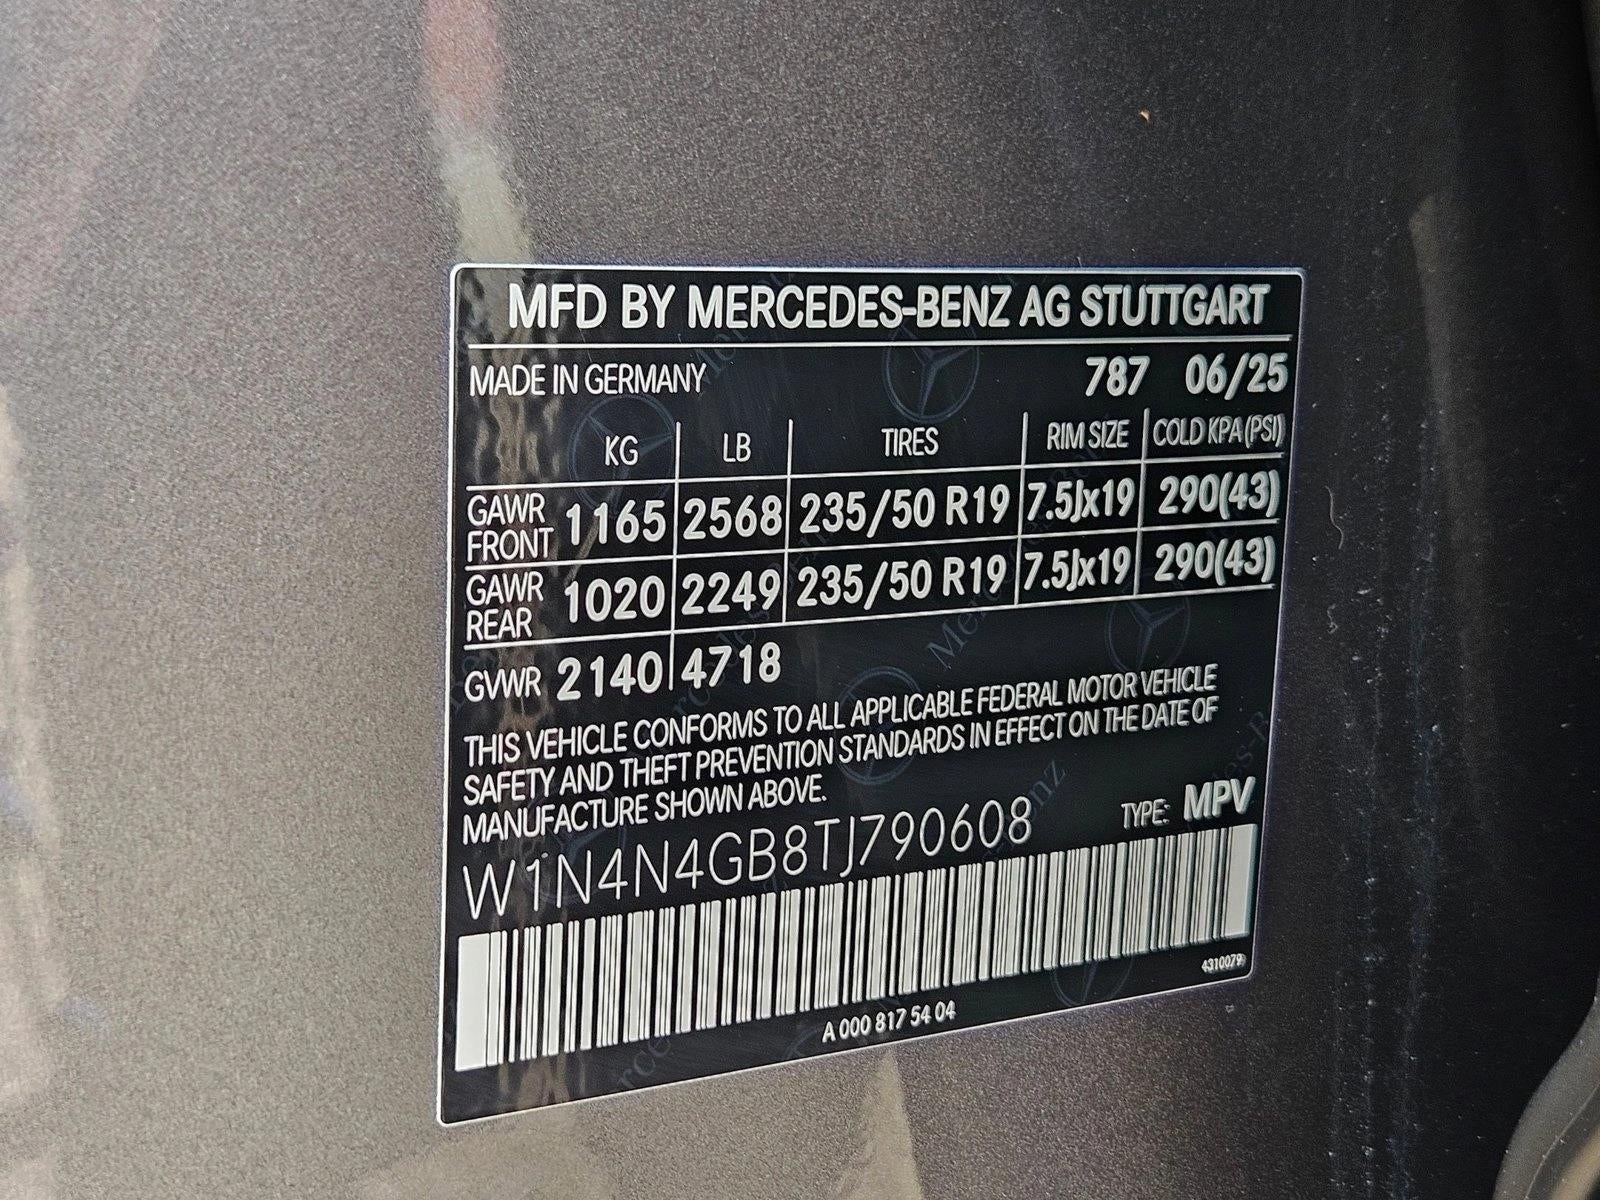 MFD BY MERCEDES-BENZ AG STUTTGART
MADE IN GERMANY 787 06/25
KG LB TIRES RIM SIZE COLD KPA(PSI)
GAWR FRONT 1165 2568 235/50 R19 7.5Jx19 290(43)
GAWR REAR 1020 2249 235/50 R19 7.5Jx19 290(43)
GVWR 2140 4718
THIS VEHICLE CONFORMS TO ALL APPLICABLE FEDERAL MOTOR VEHICLE
SAFETY AND THEFT PREVENTION STANDARDS IN EFFECT ON THE DATE OF
MANUFACTURE SHOWN ABOVE.
W1N4N4GB8TJ790608 TYPE: MPV
4310079
A 000 817 54 04